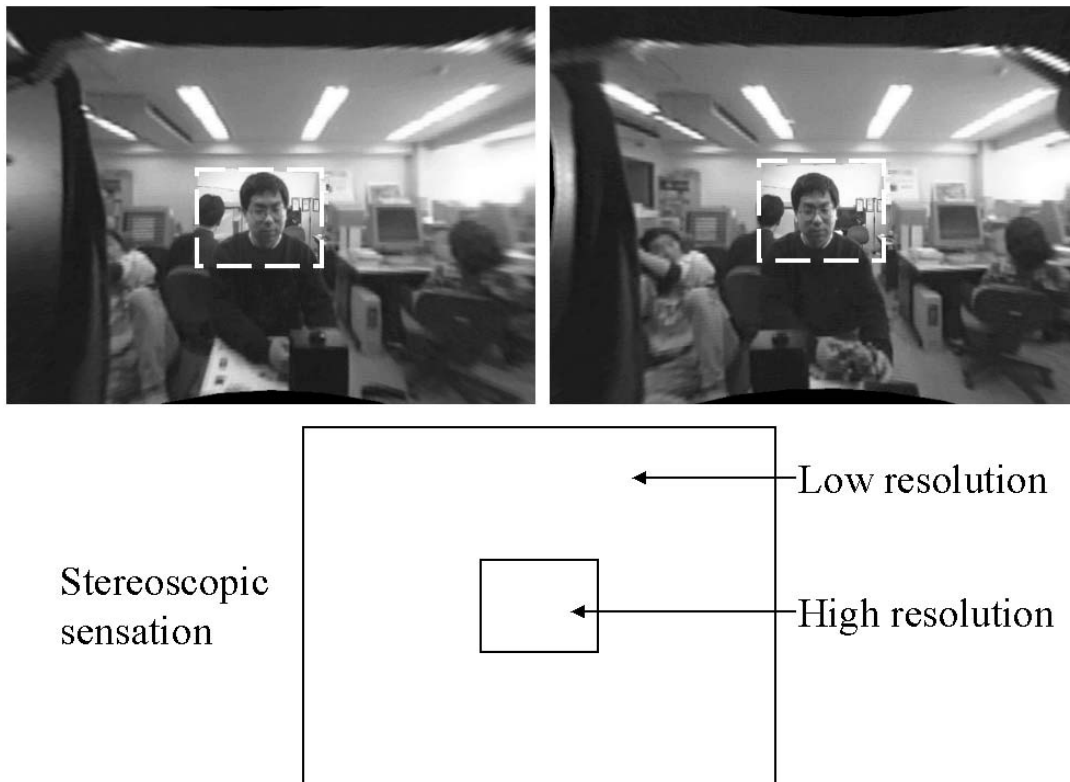 Low resolution
Stereoscopic
sensation
High resolution